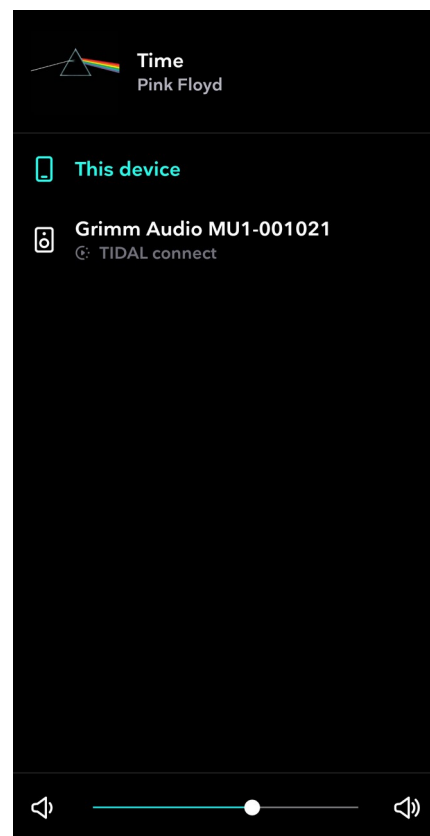 Time
Pink Floyd
This device
Grimm Audio MU1-001021
TIDAL connect